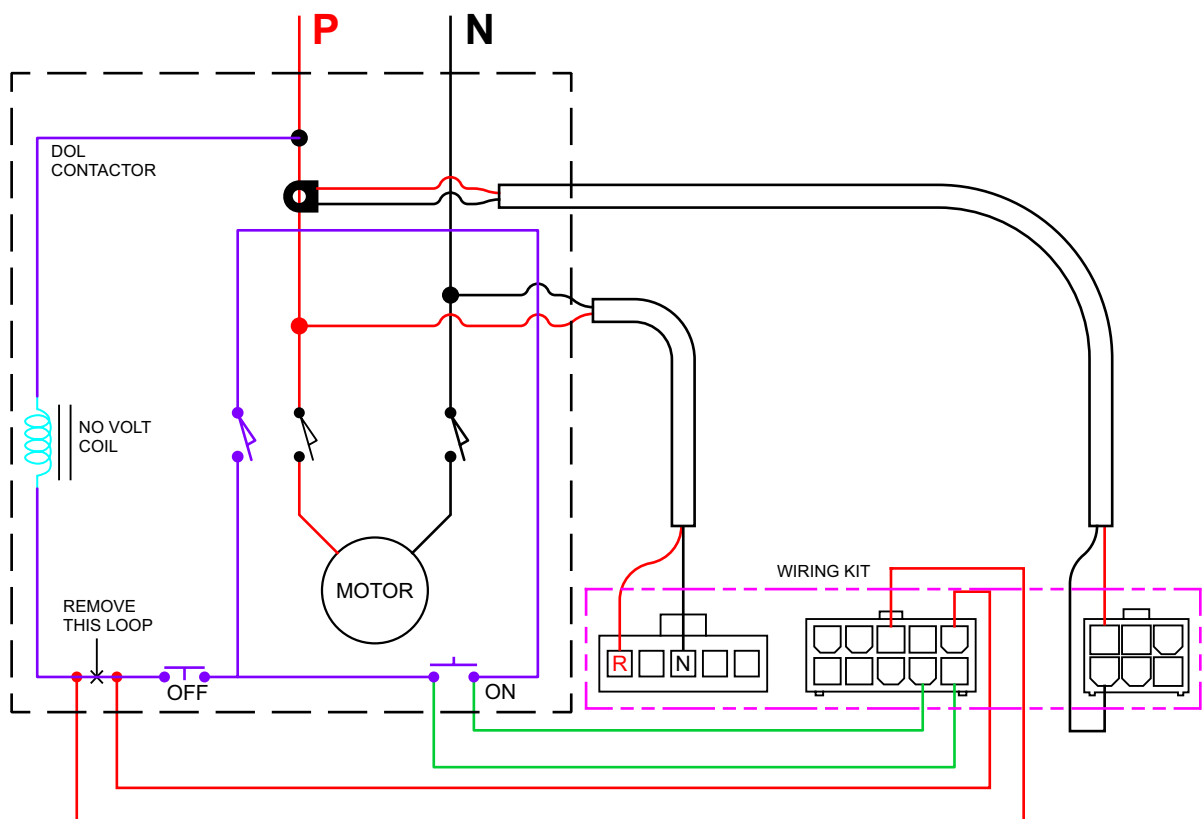 P
N
DOL
CONTACTOR
NO VOLT
COIL
MOTOR
WIRING KIT
REMOVE
THIS LOOP
R
N
OFF
ON